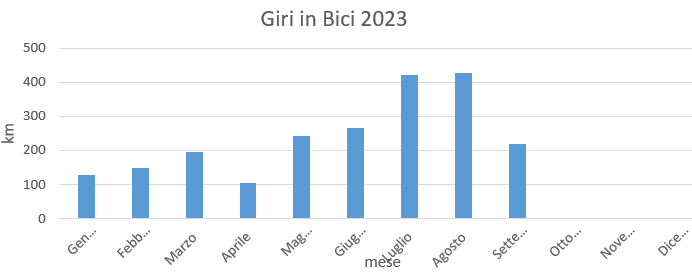 Giri in Bici 2023
500
400
300
200
100
0
km
Gen...
Febb...
Marzo
Aprile
Mag...
Giug...
Luglio
Agosto
Sette...
Otto...
Nove...
Dice...
mese